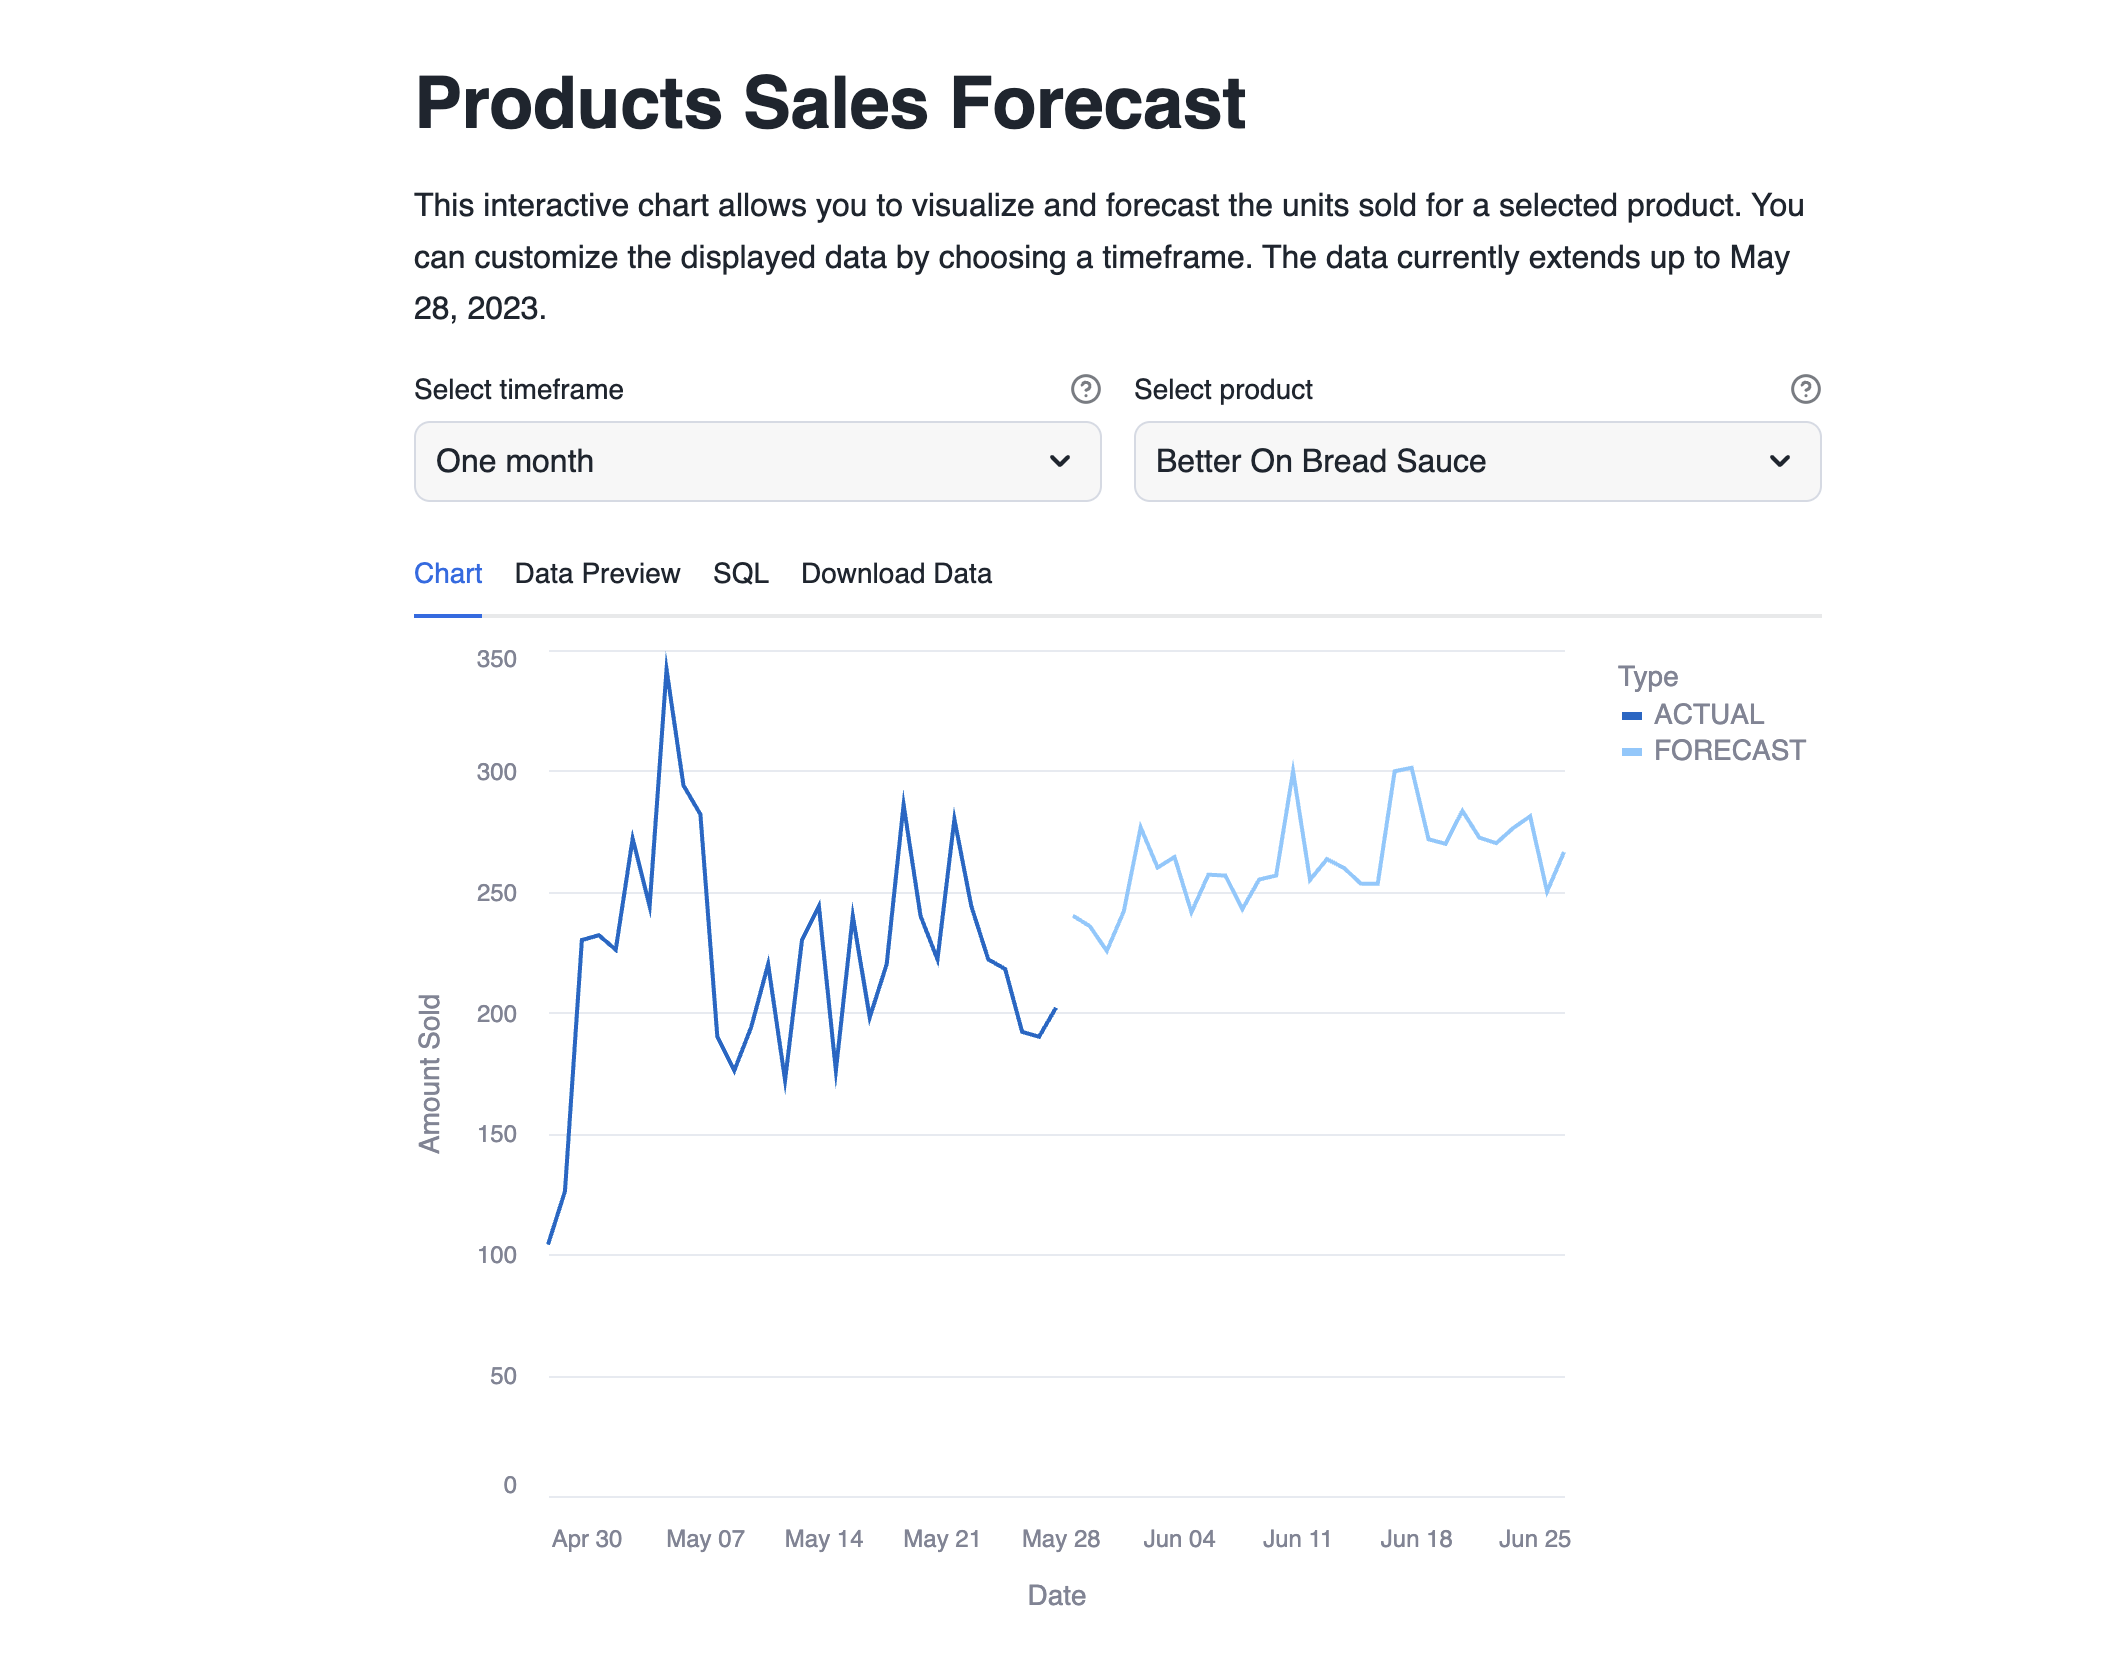 Products Sales Forecast
This interactive chart allows you to visualize and forecast the units sold for a selected product. You
can customize the displayed data by choosing a timeframe. The data currently extends up to May
28, 2023.
Select timeframe
Select product
One month
Better On Bread Sauce
Chart Data Preview SQL Download Data
350
300
250
200
150
100
50
0
Amount Sold
Type
ACTUAL
FORECAST
Apr 30 May 07 May 14 May 21 May 28 Jun 04 Jun 11 Jun 18 Jun 25
Date